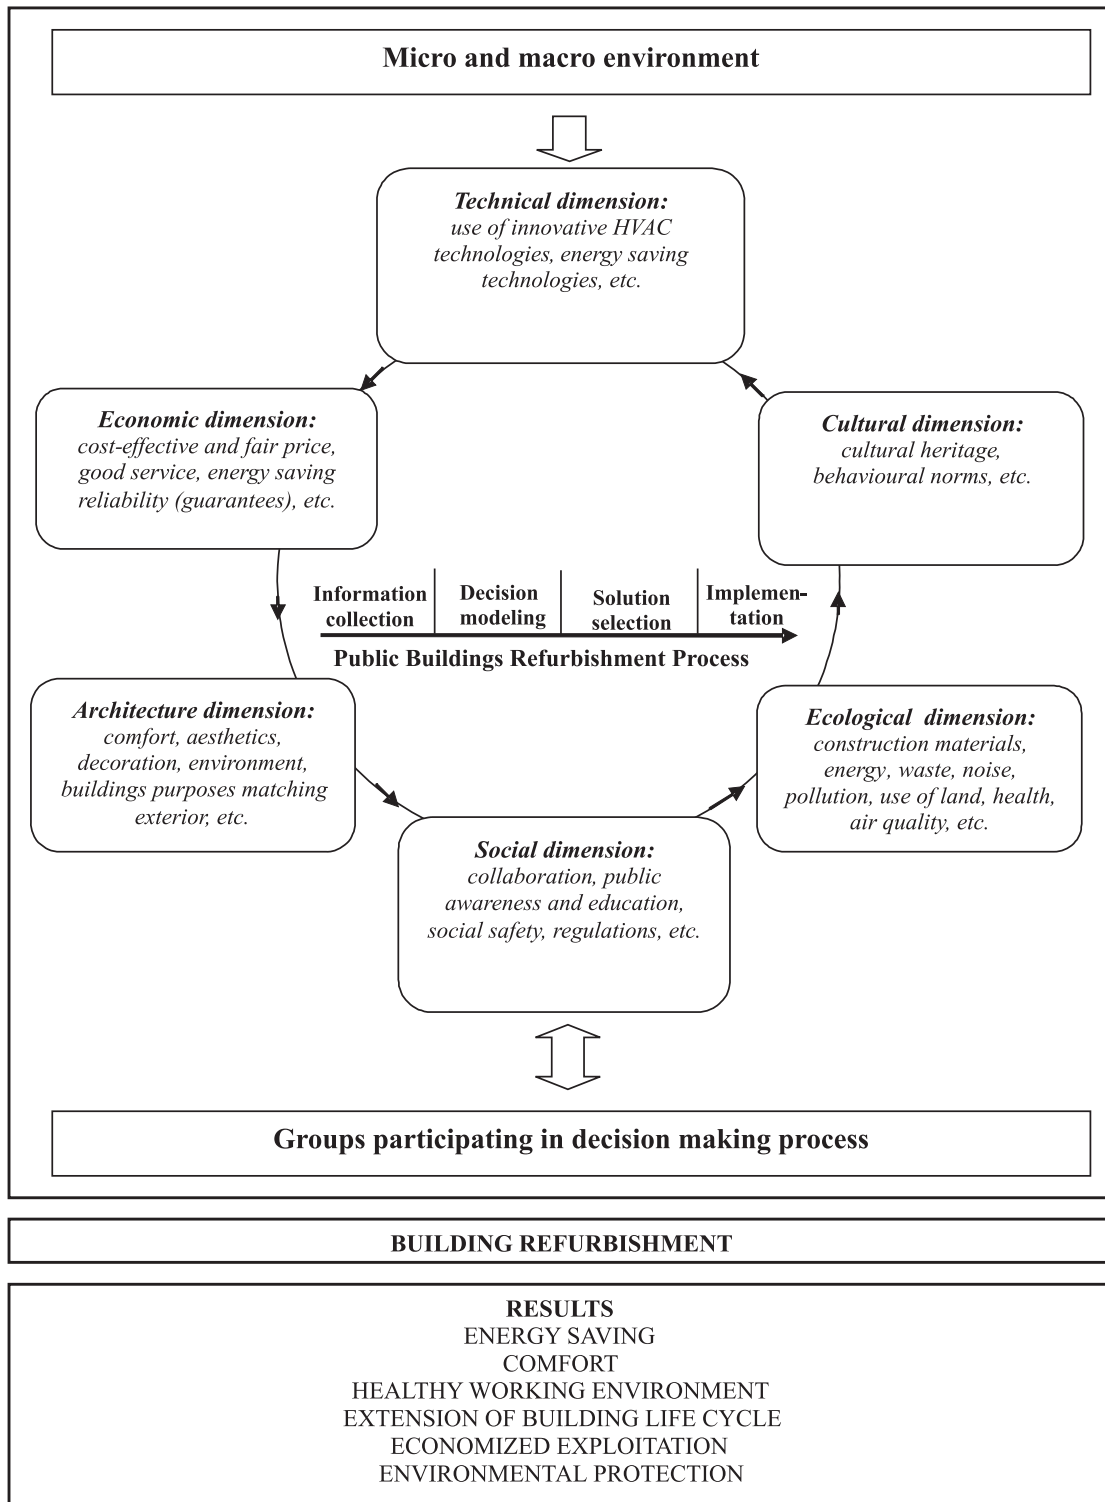 Micro and macro environment
Technical dimension:
use of innovative HVAC
technologies, energy saving
technologies, etc.
Economic dimension:
cost-effective and fair price,
good service, energy saving
reliability (guarantees), etc.
Cultural dimension:
cultural heritage,
behavioural norms, etc.
Information
collection
Decision
modeling
Solution
selection
Implemen-
tation
Public Buildings Refurbishment Process
Architecture dimension:
comfort, aesthetics,
decoration, environment,
buildings purposes matching
exterior, etc.
Ecological dimension:
construction materials,
energy, waste, noise,
pollution, use of land, health,
air quality, etc.
Social dimension:
collaboration, public
awareness and education,
social safety, regulations, etc.
Groups participating in decision making process
BUILDING REFURBISHMENT
RESULTS
ENERGY SAVING
COMFORT
HEALTHY WORKING ENVIRONMENT
EXTENSION OF BUILDING LIFE CYCLE
ECONOMIZED EXPLOITATION
ENVIRONMENTAL PROTECTION